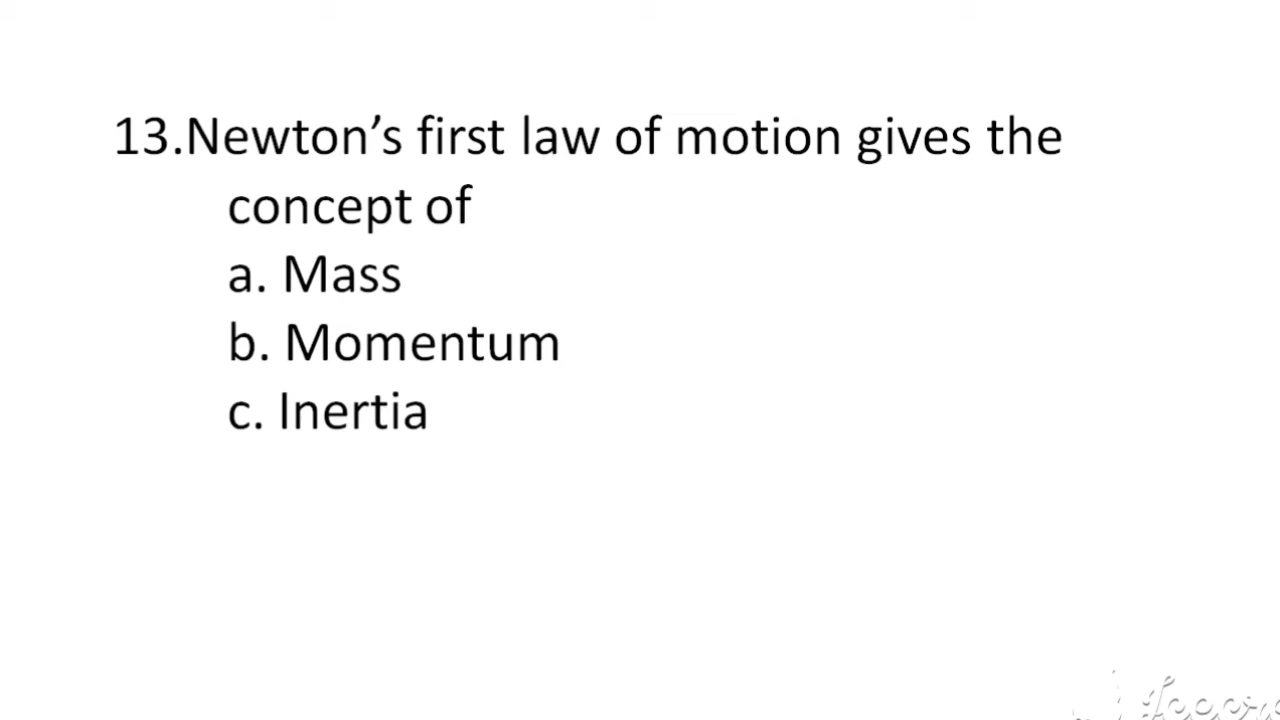 13.Newton’s first law of motion gives the
concept of
a. Mass
b. Momentum
c. Inertia